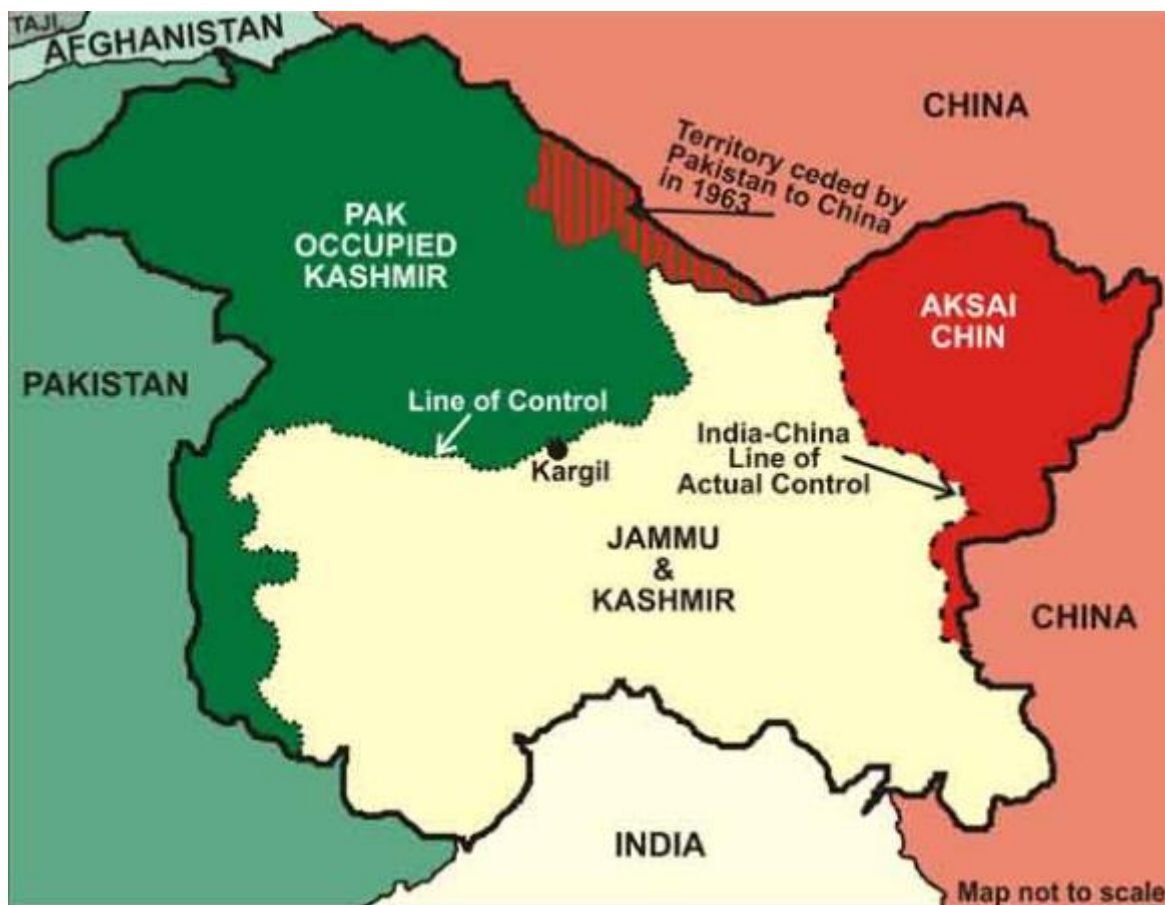 TAJI.
AFGHANISTAN
CHINA
Territory ceded by
Pakistan to China
in 1963
PAK
OCCUPIED
KASHMIR
AKSAI
CHIN
PAKISTAN
Line of Control
India-China
Line of
Actual Control
Kargil
JAMMU
&
KASHMIR
CHINA
INDIA
Map not to scale